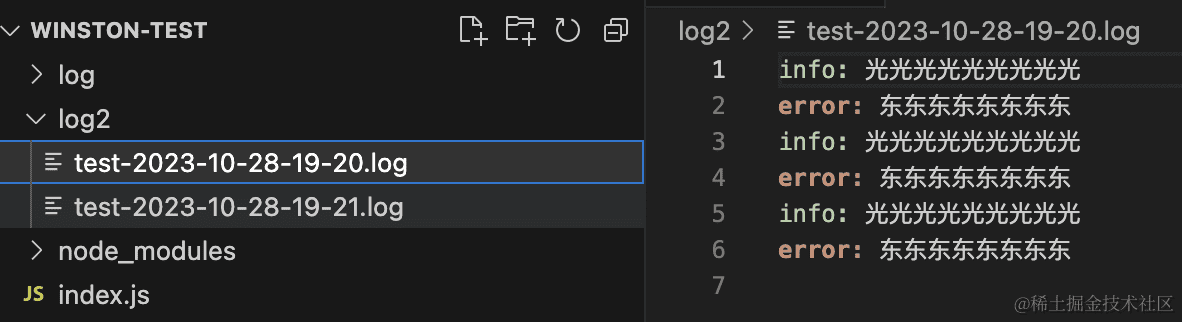 WINSTON-TEST
log
log2
test-2023-10-28-19-20.log
test-2023-10-28-19-21.log
node_modules
JS index.js
log2 > test-2023-10-28-19-20.log
1 info: 光光光光光光光光光
2 error: 东东东东东东东东
3 info: 光光光光光光光光光
4 error: 东东东东东东东东
5 info: 光光光光光光光光光
6 error: 东东东东东东东东
7
@稀土掘金技术社区